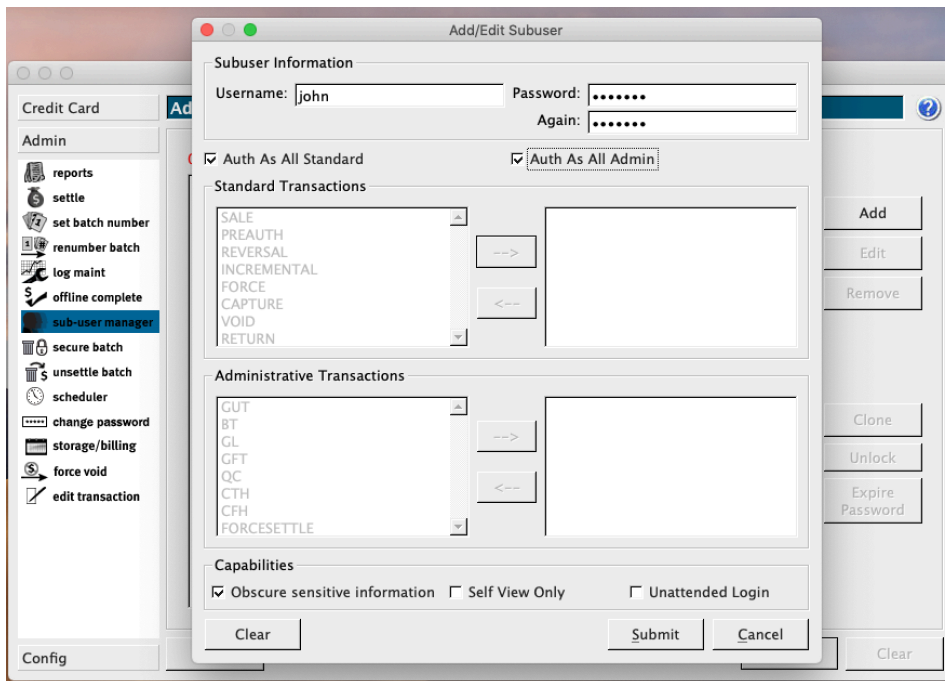 Add/Edit Subuser
Subuser Information
Username: john Password: •••••••
Again: •••••••
Auth As All Standard Auth As All Admin
Standard Transactions
SALE
PREAUTH
REVERSAL
INCREMENTAL
FORCE
CAPTURE
VOID
RETURN
-->
<--
Administrative Transactions
GUT
BT
GL
GFT
QC
CTH
CFH
FORCESETTLE
-->
<--
Capabilities
Obscure sensitive information Self View Only Unattended Login
Clear Submit Cancel
Credit Card
Ad
?
Admin
reports
settle
set batch number
renumber batch
log maint
offline complete
sub-user manager
secure batch
unsettle batch
scheduler
change password
storage/billing
force void
edit transaction
Config
Add
Edit
Remove
Clone
Unlock
Expire
Password
Clear